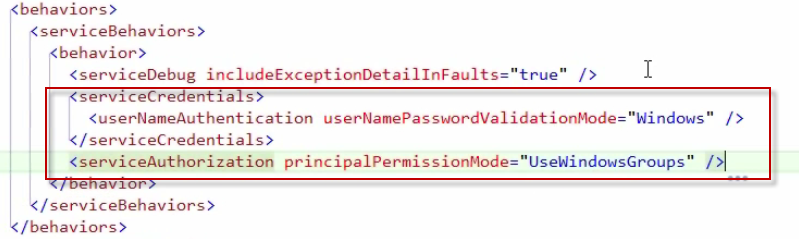 <behaviors>
<serviceBehaviors>
<behavior>
<serviceDebug includeExceptionDetailInFaults="true" />
<serviceCredentials>
<userNameAuthentication userNamePasswordValidationMode="Windows" />
</serviceCredentials>
<serviceAuthorization principalPermissionMode="UseWindowsGroups" />
</behavior>
</serviceBehaviors>
</behaviors>